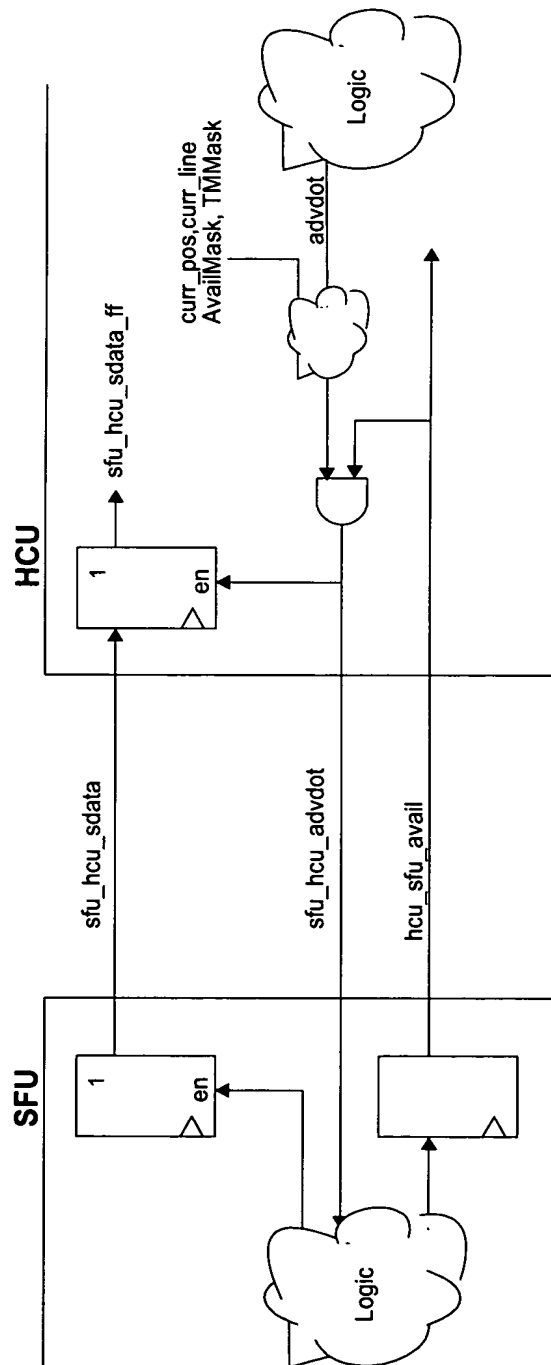 SFU
HCU
1
en
sfu_hcu_sdata
1
en
sfu_hcu_sdata_ff
curr_pos,curr_line
AvailMask, TMMask
advdot
Logic
sfu_hcu_advdot
Logic
hcu_sfu_avail